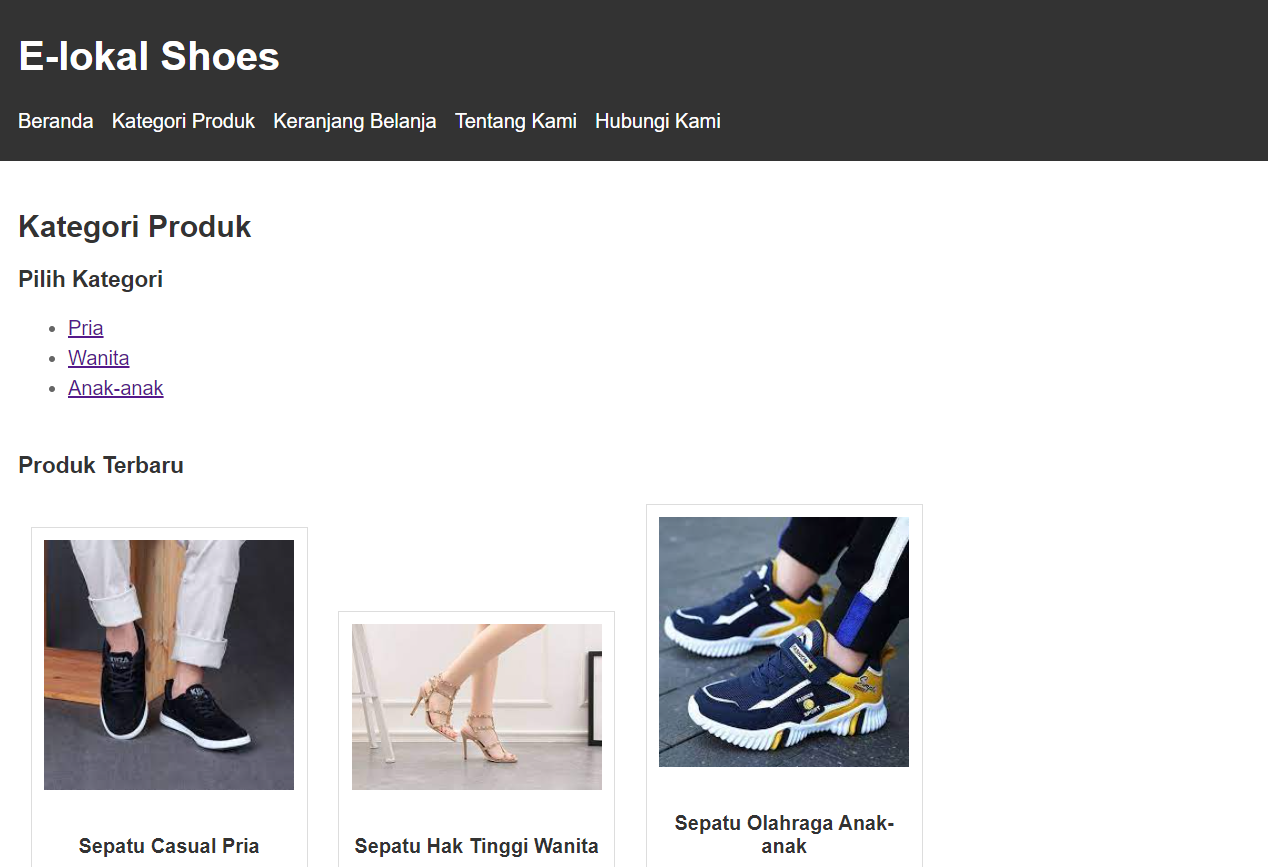 E-lokal Shoes
Beranda Kategori Produk Keranjang Belanja Tentang Kami Hubungi Kami
Kategori Produk
Pilih Kategori
Pria
Wanita
Anak-anak
Produk Terbaru
Sepatu Casual Pria
Sepatu Hak Tinggi Wanita
Sepatu Olahraga Anak-
anak